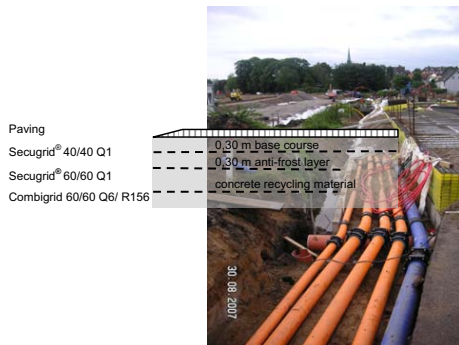 Paving
0,30 m base course
Secugrid® 40/40 Q1
0,30 m anti-frost layer
Secugrid® 60/60 Q1
concrete recycling material
Combigrid 60/60 Q6/ R156
30.08.2007